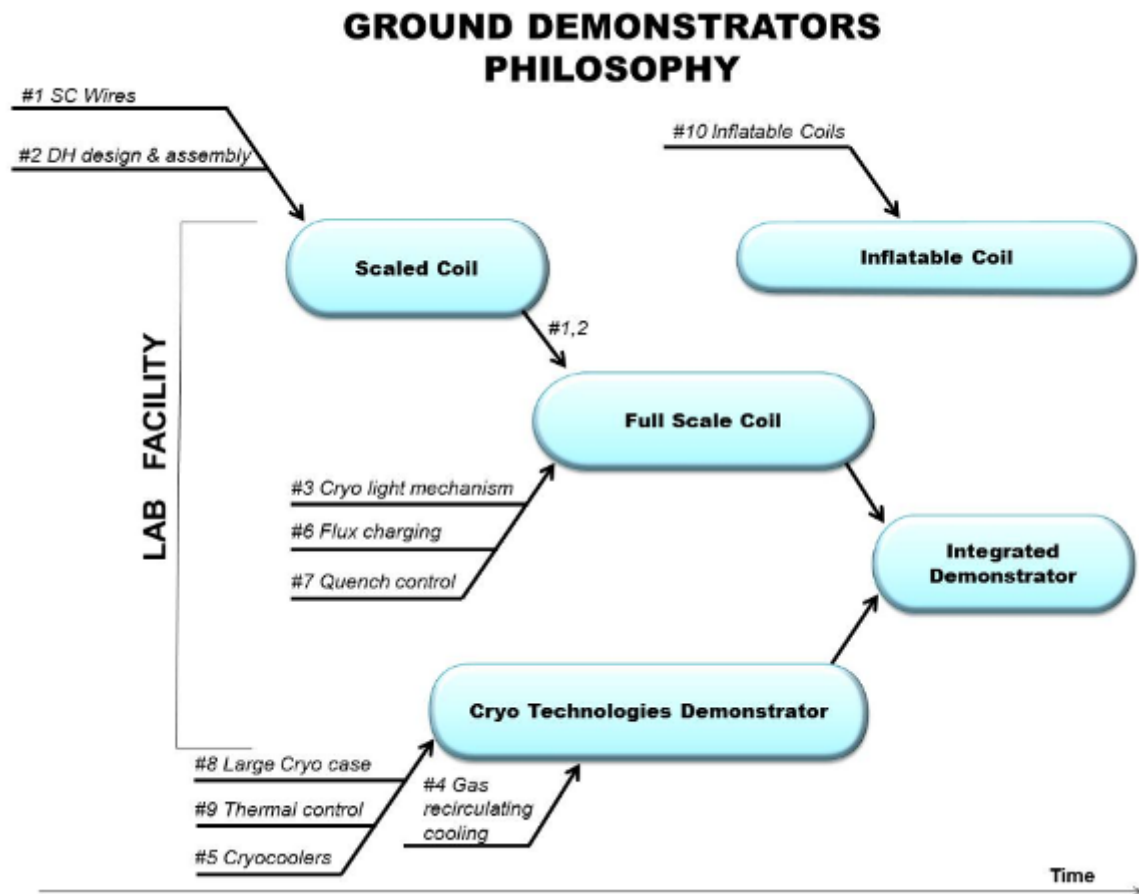 GROUND DEMONSTRATORS
PHILOSOPHY
#1 SC Wires
#2 DH design & assembly
#10 Inflatable Coils
Scaled Coil
Inflatable Coil
#1,2
LAB FACILITY
Full Scale Coil
#3 Cryo light mechanism
#6 Flux charging
#7 Quench control
Integrated
Demonstrator
Cryo Technologies Demonstrator
#8 Large Cryo case
#9 Thermal control
#5 Cryocoolers
#4 Gas
recirculating
cooling
Time